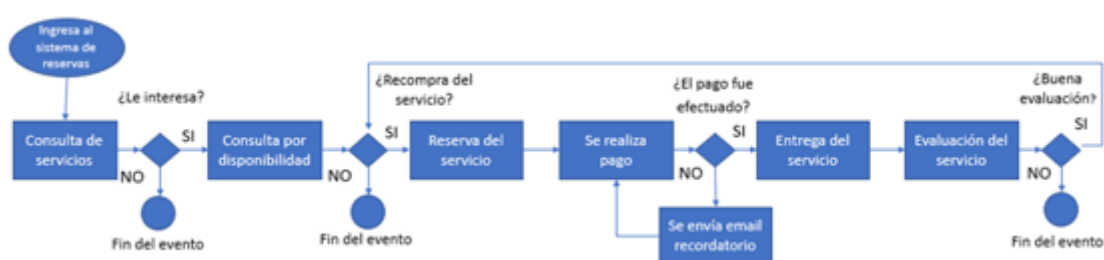 Ingresa al
sistema de
reservas
¿Le interesa?
Consulta de
servicios
SI
NO
Fin del evento
Consulta por
disponibilidad
¿Recompra del
servicio?
SI
NO
Fin del evento
Reserva del
servicio
Se realiza
pago
¿El pago fue
efectuado?
SI
NO
Se envía email
recordatorio
Entrega del
servicio
Evaluación del
servicio
¿Buena
evaluación?
SI
NO
Fin del evento